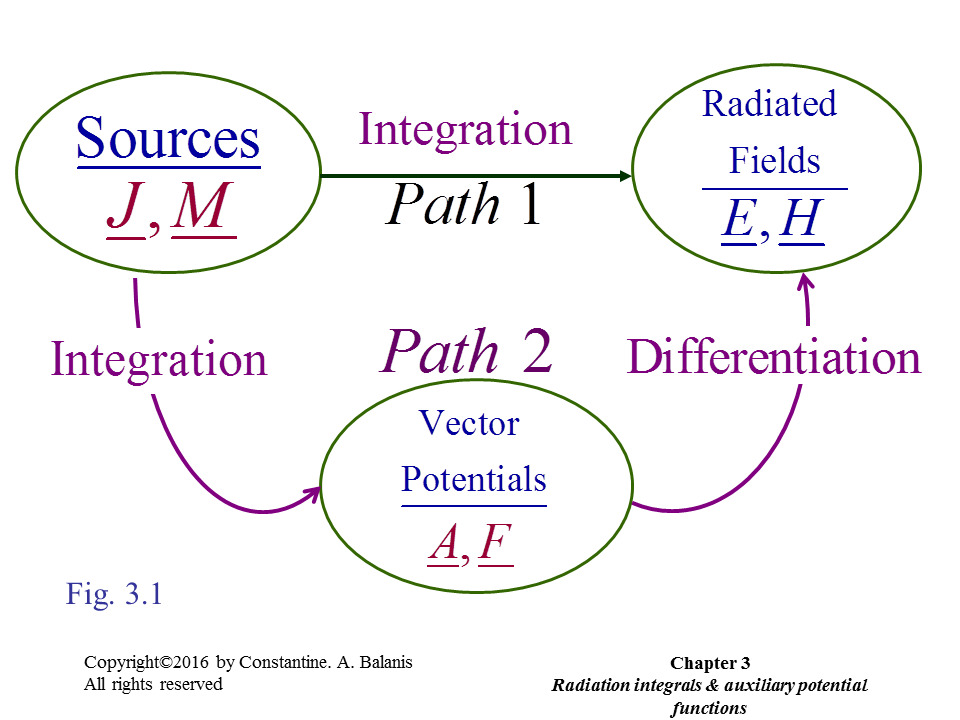 Sources
J, M
Integration
Path 1
Radiated
Fields
E, H
Integration
Path 2
Differentiation
Vector
Potentials
A, F
Fig. 3.1
Copyright©2016 by Constantine. A. Balanis
All rights reserved
Chapter 3
Radiation integrals & auxiliary potential
functions